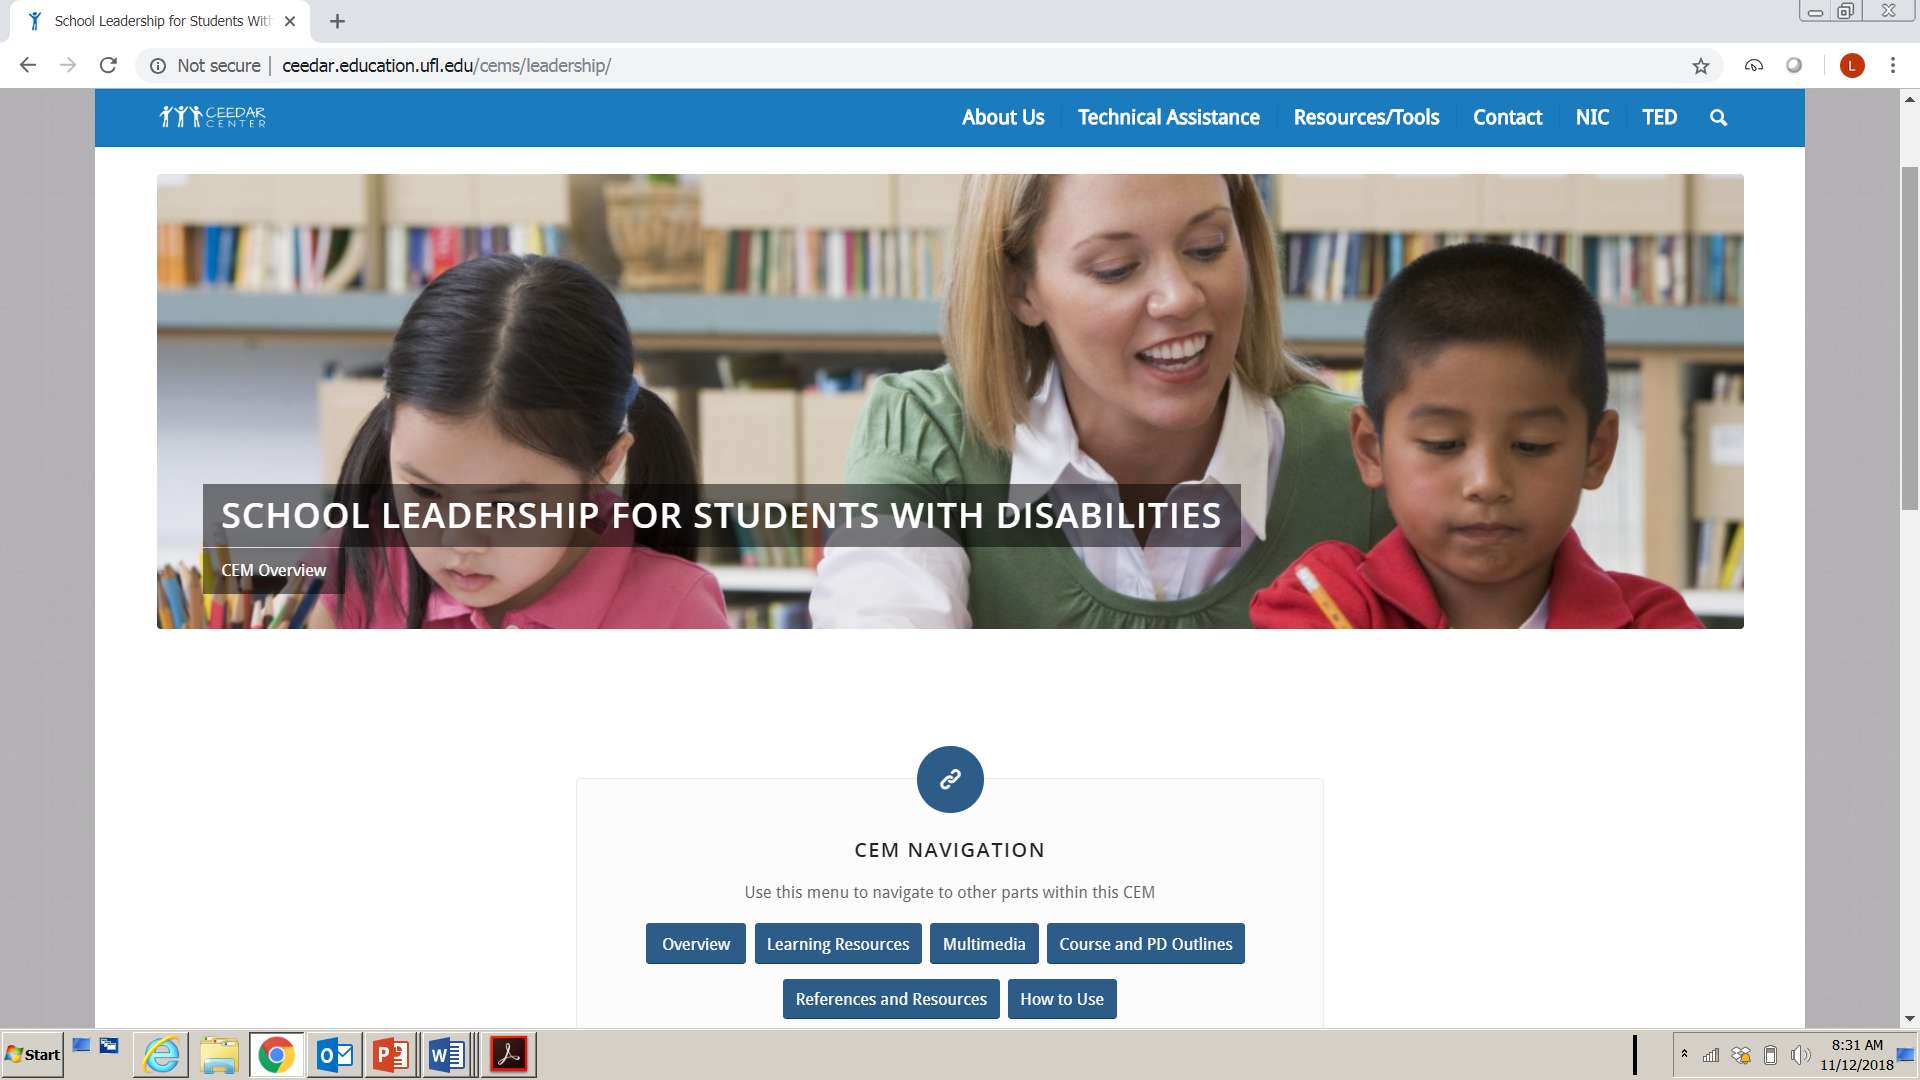 School Leadership for Students With
Not secure | ceedar.education.ufl.edu/cems/leadership/
L
CEEDAR
CENTER
About Us
Technical Assistance
Resources/Tools
Contact
NIC
TED
SCHOOL LEADERSHIP FOR STUDENTS WITH DISABILITIES
CEM Overview
CEM NAVIGATION
Use this menu to navigate to other parts within this CEM
Overview
Learning Resources
Multimedia
Course and PD Outlines
References and Resources
How to Use
Start
8:31 AM
11/12/2018